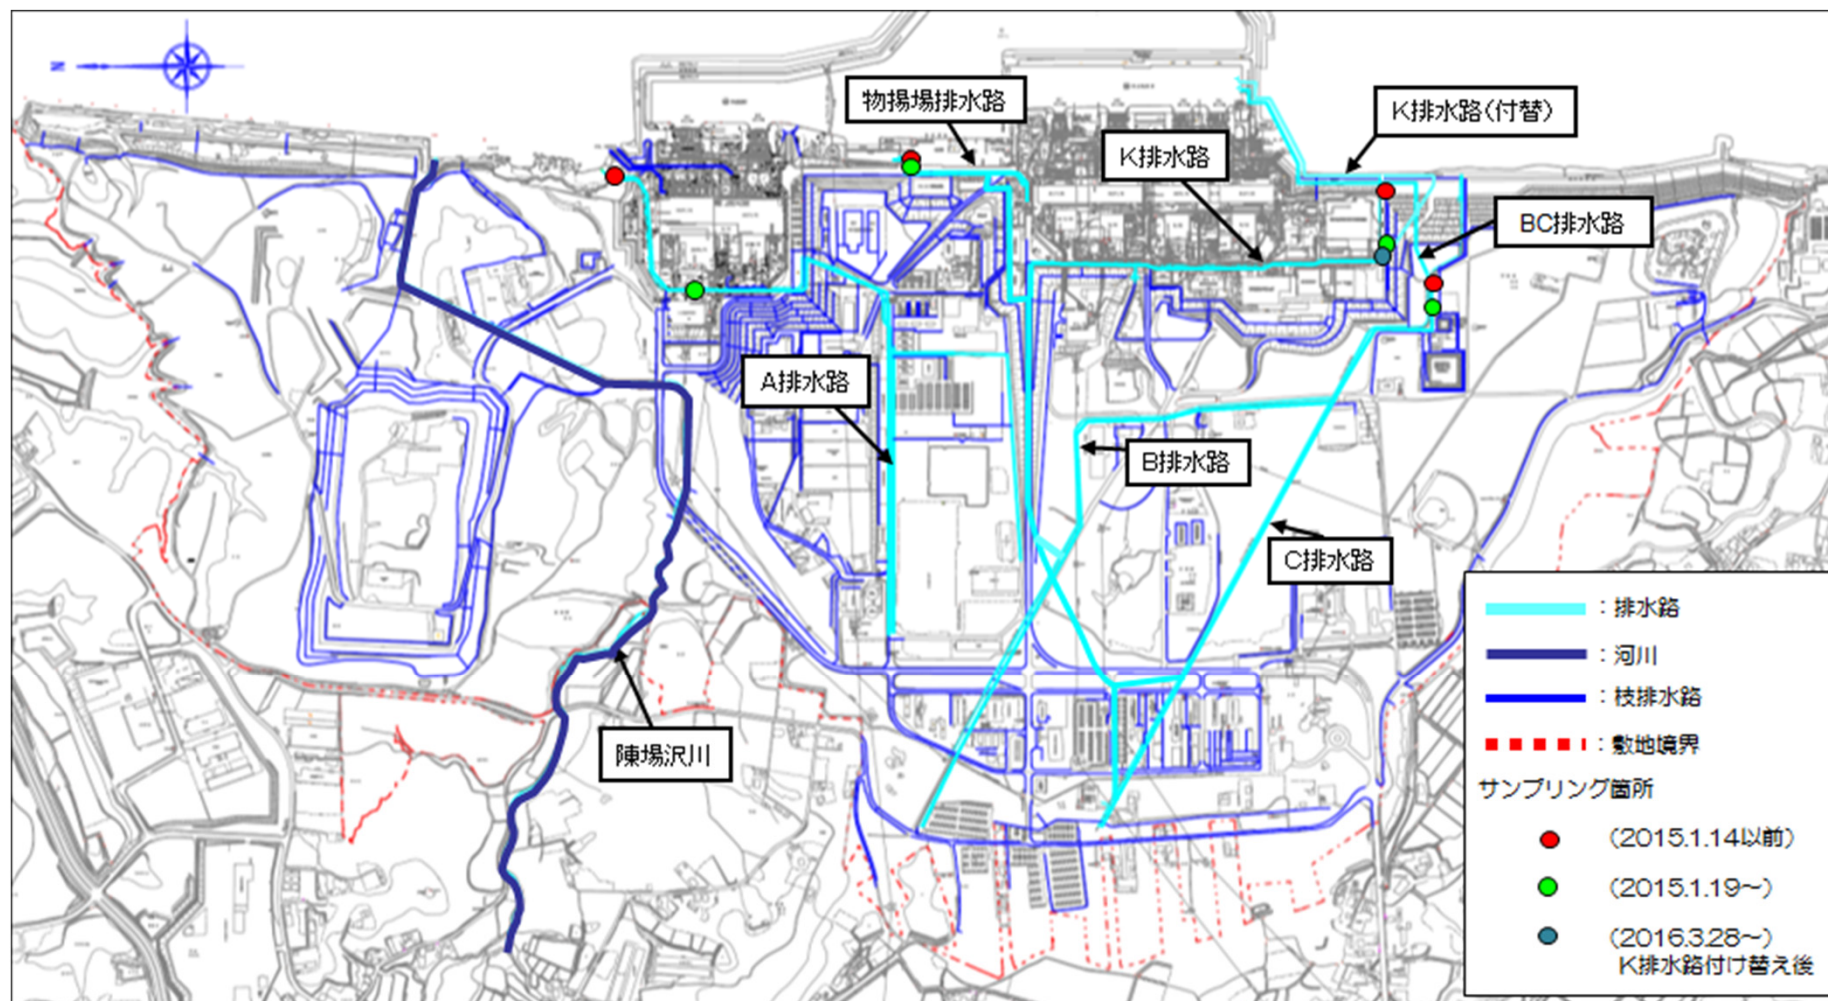 N
物揚場排水路
K排水路(付替)
K排水路
BC排水路
A排水路
B排水路
C排水路
陳場沢川
：排水路
：河川
：枝排水路
：敷地境界
サンプリング箇所
（2015.1.14以前）
（2015.1.19～）
（2016.3.28～）
K排水路付け替え後